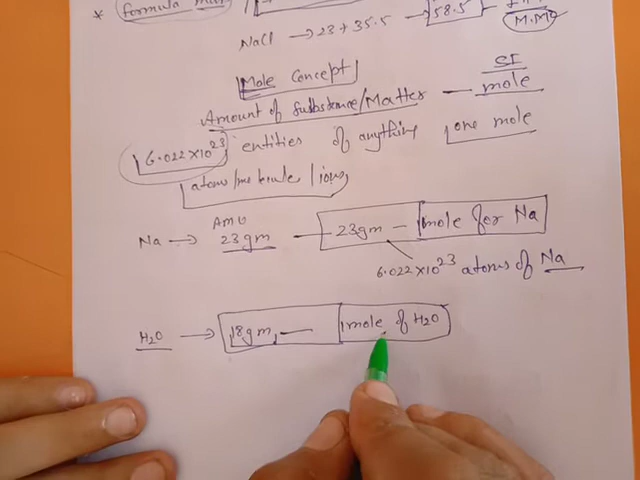 * formula mass
NaCl → 23 + 35.5 → 58.5
M.M
Mole Concept
SI
Amount of Substance/Matter — mole
6.022×10²³ entities of anything one mole
atoms/molecule/ions
AMU
Na → 23gm — 23gm — 1mole for Na
6.022×10²³ atoms of Na
H₂O → 18gm — 1mole of H₂O